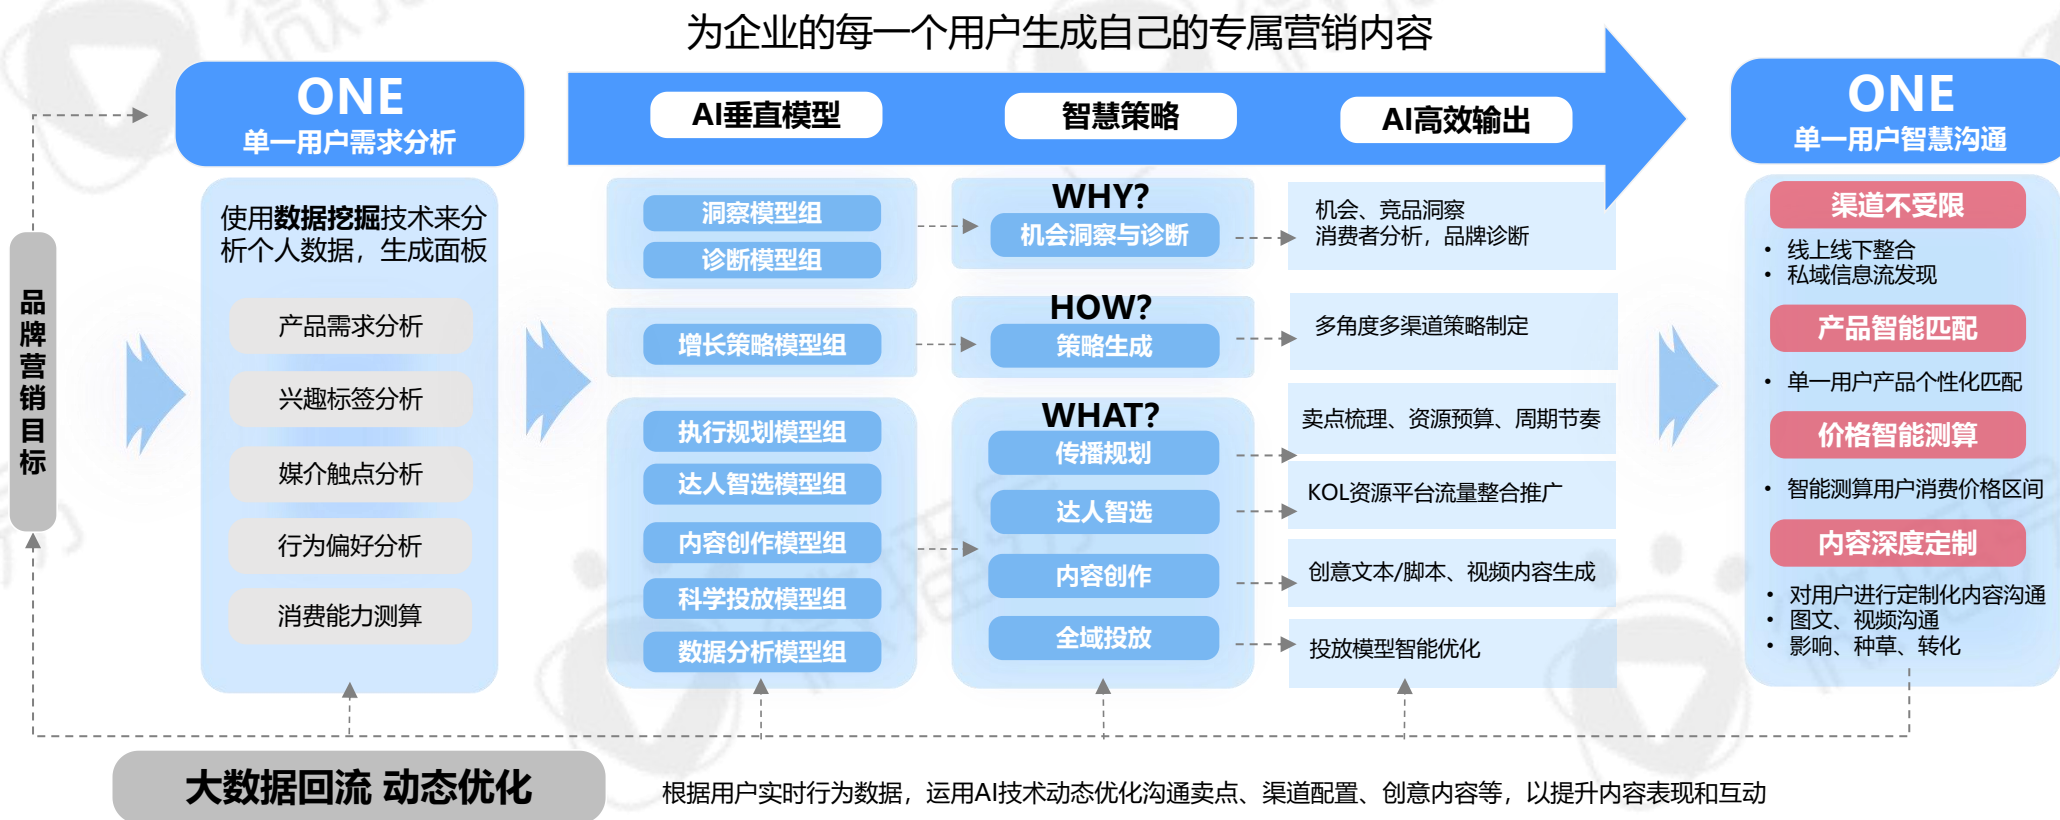 为企业的每一个用户生成自己的专属营销内容
ONE
单一用户需求分析
AI垂直模型
智慧策略
AI高效输出
ONE
单一用户智慧沟通
品牌营销目标
使用数据挖掘技术来分
析个人数据，生成面板
产品需求分析
兴趣标签分析
媒介触点分析
行为偏好分析
消费能力测算
洞察模型组
诊断模型组
增长策略模型组
执行规划模型组
达人智选模型组
内容创作模型组
科学投放模型组
数据分析模型组
WHY?
机会洞察与诊断
HOW?
策略生成
WHAT?
传播规划
达人智选
内容创作
全域投放
机会、竞品洞察
消费者分析，品牌诊断
多角度多渠道策略制定
卖点梳理、资源预算、周期节奏
KOL资源平台流量整合推广
创意文本/脚本、视频内容生成
投放模型智能优化
渠道不受限
• 线上线下整合
• 私域信息流发现
产品智能匹配
• 单一用户产品个性化匹配
价格智能测算
• 智能测算用户消费价格区间
内容深度定制
• 对用户进行定制化内容沟通
• 图文、视频沟通
• 影响、种草、转化
大数据回流 动态优化
根据用户实时行为数据，运用AI技术动态优化沟通卖点、渠道配置、创意内容等，以提升内容表现和互动
微播易